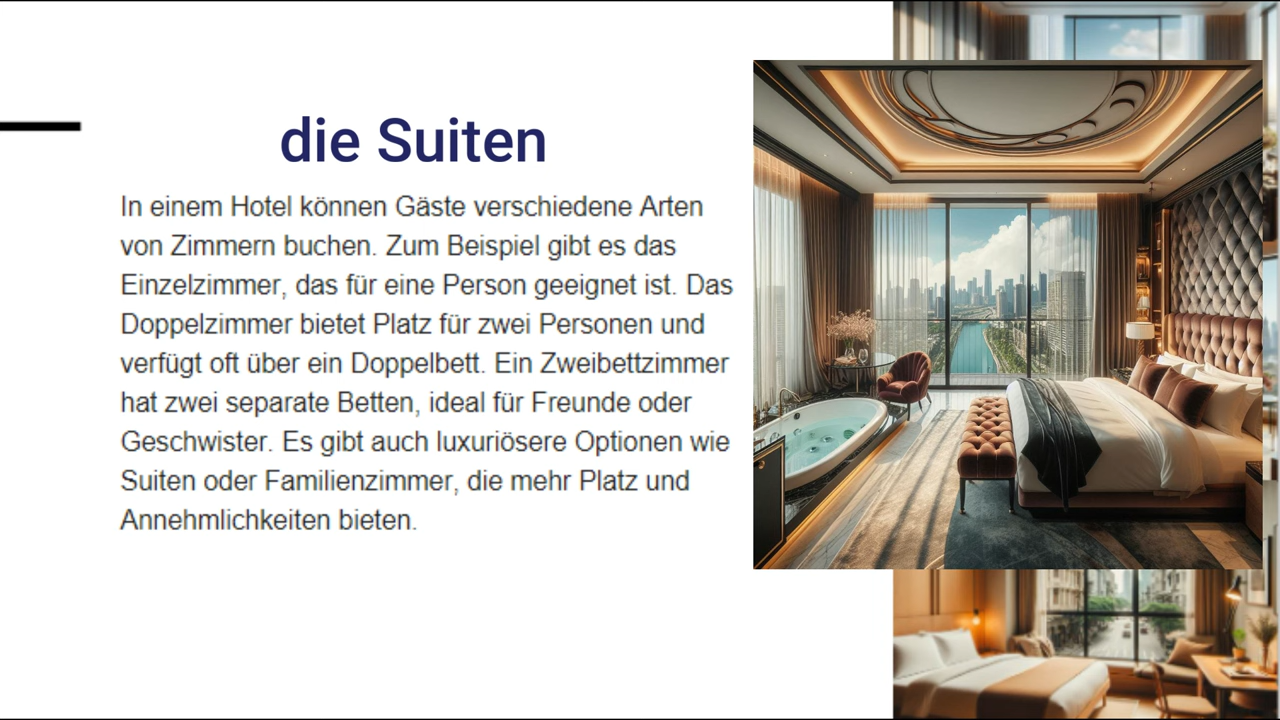 die Suiten
In einem Hotel können Gäste verschiedene Arten
von Zimmern buchen. Zum Beispiel gibt es das
Einzelzimmer, das für eine Person geeignet ist. Das
Doppelzimmer bietet Platz für zwei Personen und
verfügt oft über ein Doppelbett. Ein Zweibettzimmer
hat zwei separate Betten, ideal für Freunde oder
Geschwister. Es gibt auch luxuriösere Optionen wie
Suiten oder Familienzimmer, die mehr Platz und
Annehmlichkeiten bieten.